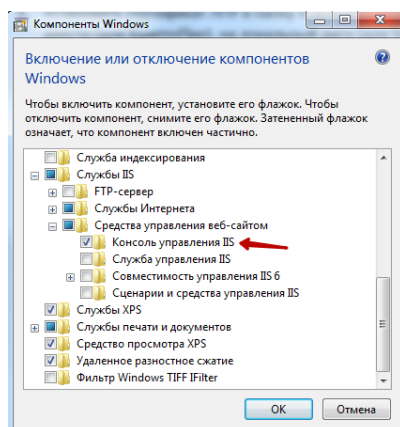 Компоненты Windows
Включение или отключение компонентов
Windows
Чтобы включить компонент, установите его флажок. Чтобы
отключить компонент, снимите его флажок. Затененный флажок
означает, что компонент включен частично.
Служба индексирования
Службы IIS
FTP-сервер
Службы Интернета
Средства управления веб-сайтом
Консоль управления IIS
Служба управления IIS
Совместимость управления IIS 6
Сценарии и средства управления IIS
Службы XPS
Службы печати и документов
Средство просмотра XPS
Удаленное разностное сжатие
Фильтр Windows TIFF IFilter
OK
Отмена